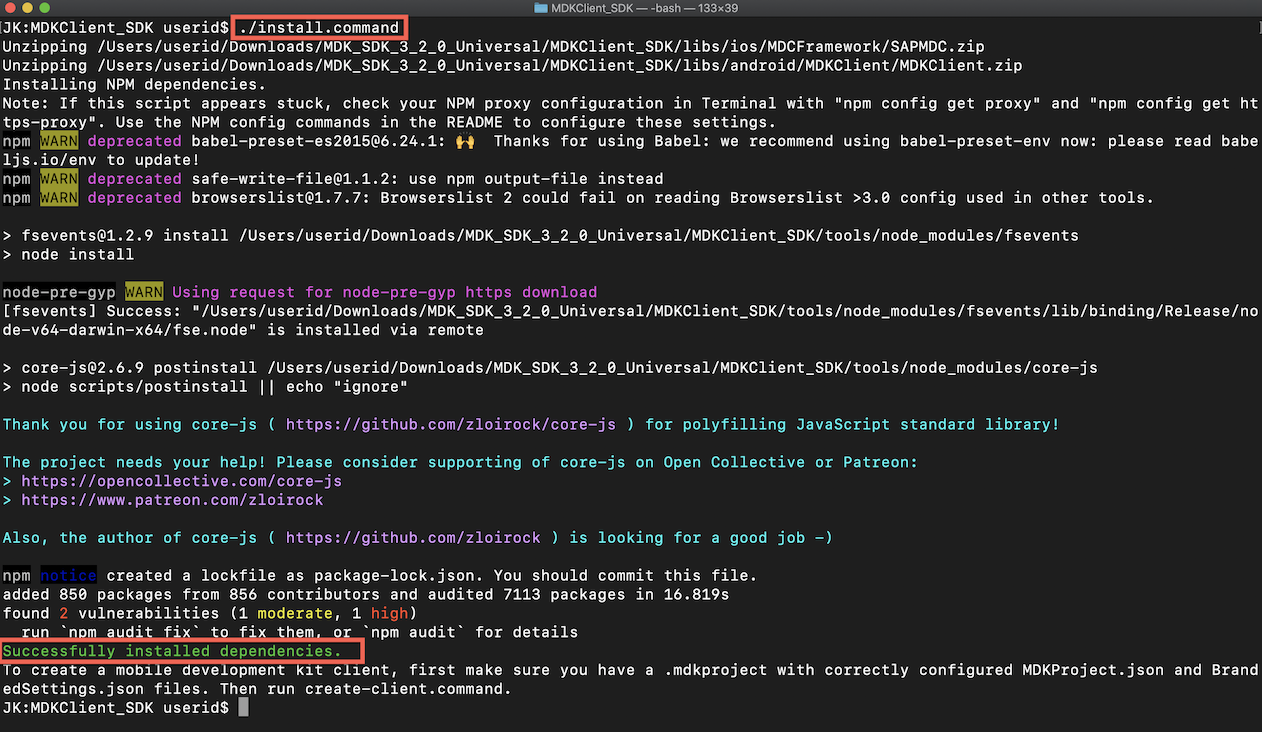 MDKClient_SDK — -bash — 133×39
JK:MDKClient_SDK userid$ ./install.command
Unzipping /Users/userid/Downloads/MDK_SDK_3_2_0_Universal/MDKClient_SDK/libs/ios/MDCFramework/SAPMDC.zip
Unzipping /Users/userid/Downloads/MDK_SDK_3_2_0_Universal/MDKClient_SDK/libs/android/MDKClient/MDKClient.zip
Installing NPM dependencies.
Note: If this script appears stuck, check your NPM proxy configuration in Terminal with "npm config get proxy" and "npm config get ht
tps-proxy". Use the NPM config commands in the README to configure these settings.
npm WARN deprecated babel-preset-es2015@6.24.1: 🙌  Thanks for using Babel: we recommend using babel-preset-env now: please read babe
ljs.io/env to update!
npm WARN deprecated safe-write-file@1.1.2: use npm output-file instead
npm WARN deprecated browserslist@1.7.7: Browserslist 2 could fail on reading Browserslist >3.0 config used in other tools.
> fsevents@1.2.9 install /Users/userid/Downloads/MDK_SDK_3_2_0_Universal/MDKClient_SDK/tools/node_modules/fsevents
> node install
node-pre-gyp WARN Using request for node-pre-gyp https download
[fsevents] Success: "/Users/userid/Downloads/MDK_SDK_3_2_0_Universal/MDKClient_SDK/tools/node_modules/fsevents/lib/binding/Release/no
de-v64-darwin-x64/fse.node" is installed via remote
> core-js@2.6.9 postinstall /Users/userid/Downloads/MDK_SDK_3_2_0_Universal/MDKClient_SDK/tools/node_modules/core-js
> node scripts/postinstall || echo "ignore"
Thank you for using core-js ( https://github.com/zloirock/core-js ) for polyfilling JavaScript standard library!
The project needs your help! Please consider supporting of core-js on Open Collective or Patreon:
> https://opencollective.com/core-js
> https://www.patreon.com/zloirock
Also, the author of core-js ( https://github.com/zloirock ) is looking for a good job -)
npm notice created a lockfile as package-lock.json. You should commit this file.
added 850 packages from 856 contributors and audited 7113 packages in 16.819s
found 2 vulnerabilities (1 moderate, 1 high)
run `npm audit fix` to fix them, or `npm audit` for details
Successfully installed dependencies.
To create a mobile development kit client, first make sure you have a .mdkproject with correctly configured MDKProject.json and Brand
edSettings.json files. Then run create-client.command.
JK:MDKClient_SDK userid$